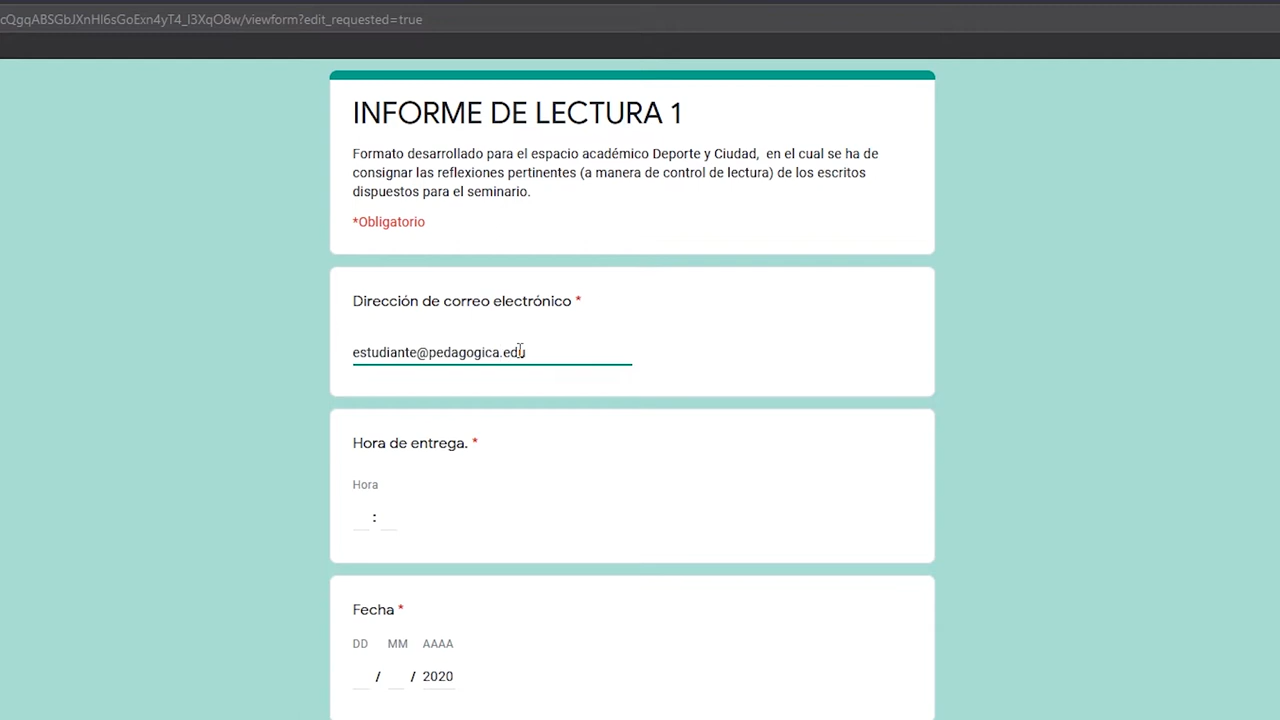 cQgqABSGbJXnHl6sGoExn4yT4_l3XqO8w/viewform?edit_requested=true
INFORME DE LECTURA 1
Formato desarrollado para el espacio académico Deporte y Ciudad,  en el cual se ha de
consignar las reflexiones pertinentes (a manera de control de lectura) de los escritos
dispuestos para el seminario.
*Obligatorio
Dirección de correo electrónico *
estudiante@pedagogica.edu
Hora de entrega. *
Hora
:
Fecha *
DD MM AAAA
/ / 2020